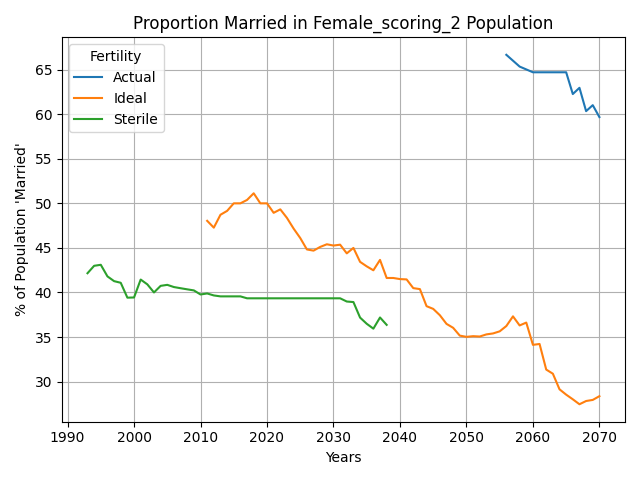 Proportion Married in Female_scoring_2 Population
Fertility
Actual
Ideal
Sterile
% of Population 'Married'
65
60
55
50
45
40
35
30
1990
2000
2010
2020
2030
2040
2050
2060
2070
Years